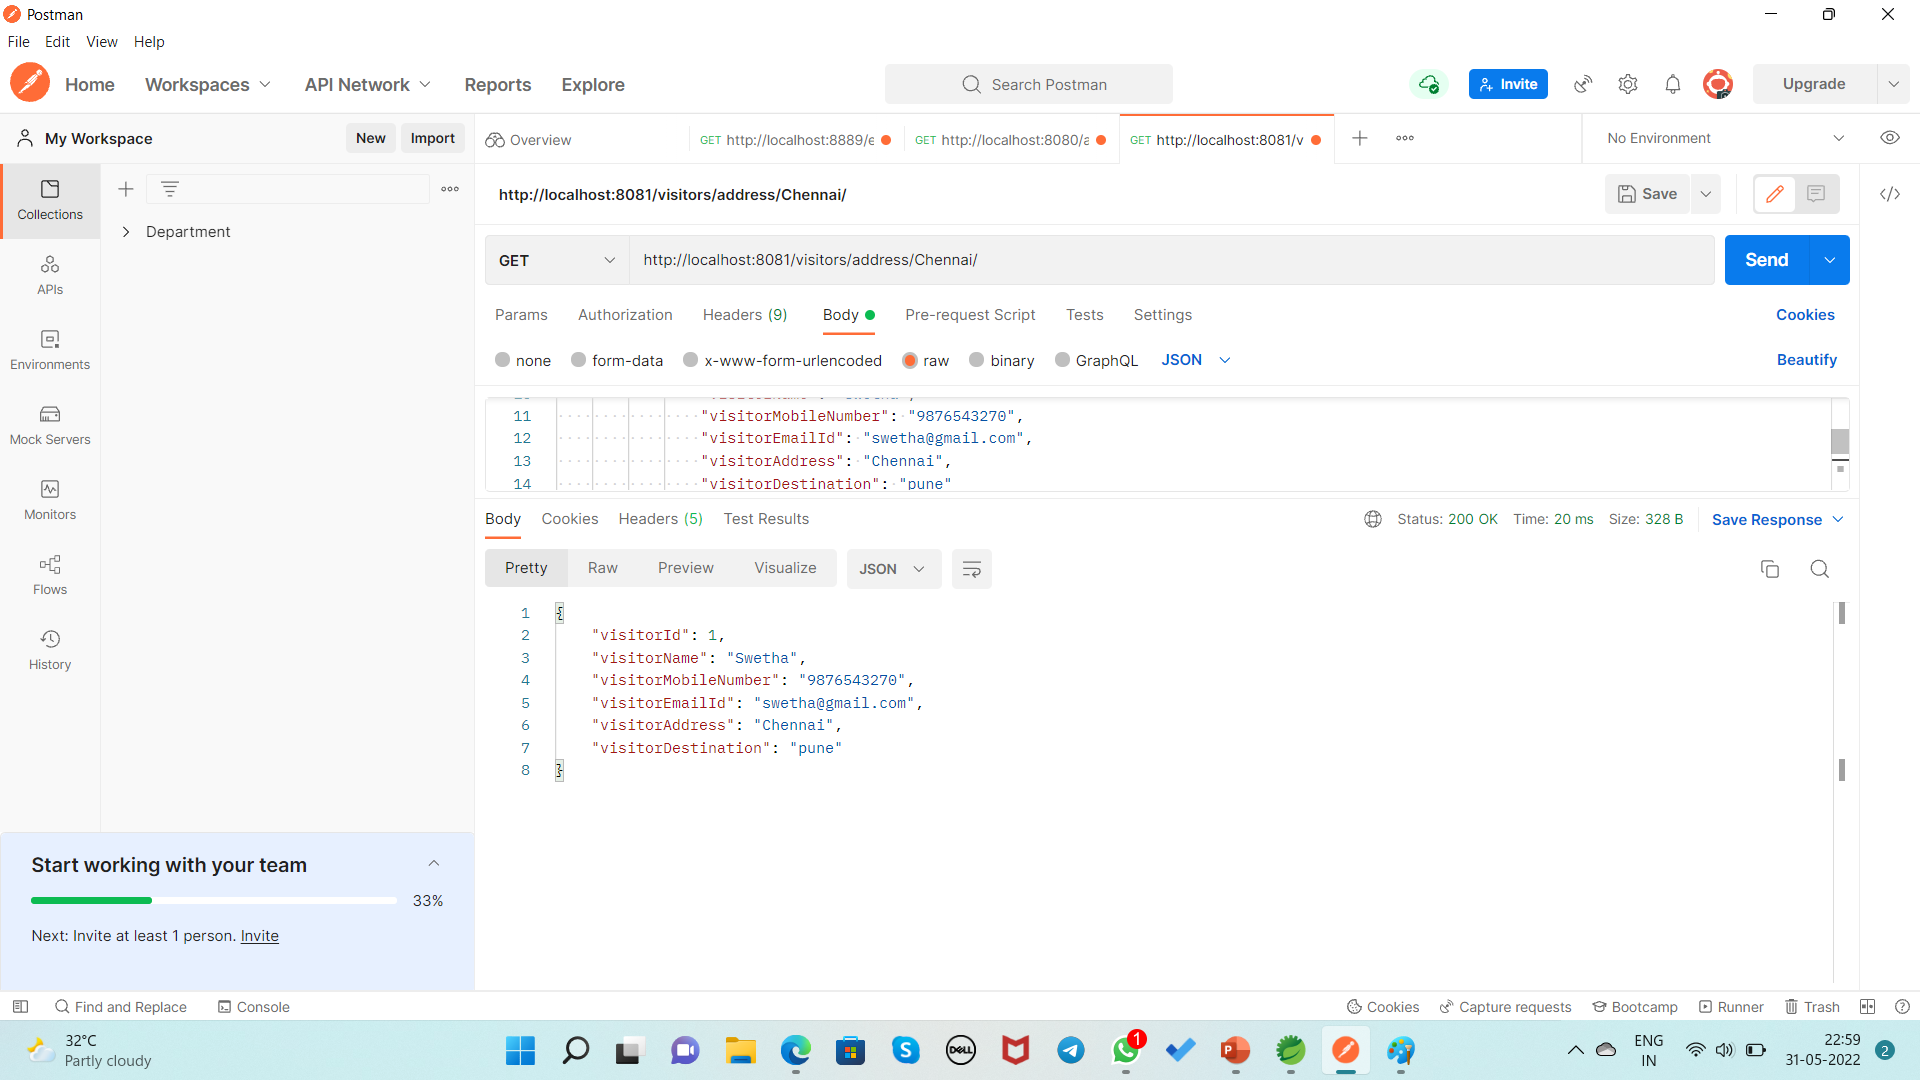 Postman
File Edit View Help
Home Workspaces API Network Reports Explore Search Postman Invite Upgrade
My Workspace New Import Overview GET http://localhost:8889/e GET http://localhost:8080/a GET http://localhost:8081/v No Environment
Collections
http://localhost:8081/visitors/address/Chennai/ Save
Department
GET http://localhost:8081/visitors/address/Chennai/ Send
APIs
Params Authorization Headers (9) Body Pre-request Script Tests Settings Cookies
Environments
none form-data x-www-form-urlencoded raw binary GraphQL JSON Beautify
Mock Servers
11 "visitorMobileNumber": "9876543270",
12 "visitorEmailId": "swetha@gmail.com",
13 "visitorAddress": "Chennai",
14 "visitorDestination": "pune"
Monitors
Body Cookies Headers (5) Test Results Status: 200 OK Time: 20 ms Size: 328 B Save Response
Flows
Pretty Raw Preview Visualize JSON
History
1 {
2 "visitorId": 1,
3 "visitorName": "Swetha",
4 "visitorMobileNumber": "9876543270",
5 "visitorEmailId": "swetha@gmail.com",
6 "visitorAddress": "Chennai",
7 "visitorDestination": "pune"
8 }
Start working with your team
33%
Next: Invite at least 1 person. Invite
Find and Replace Console Cookies Capture requests Bootcamp Runner Trash
32°C
Partly cloudy
DELL
1
ENG
IN
22:59
31-05-2022
2